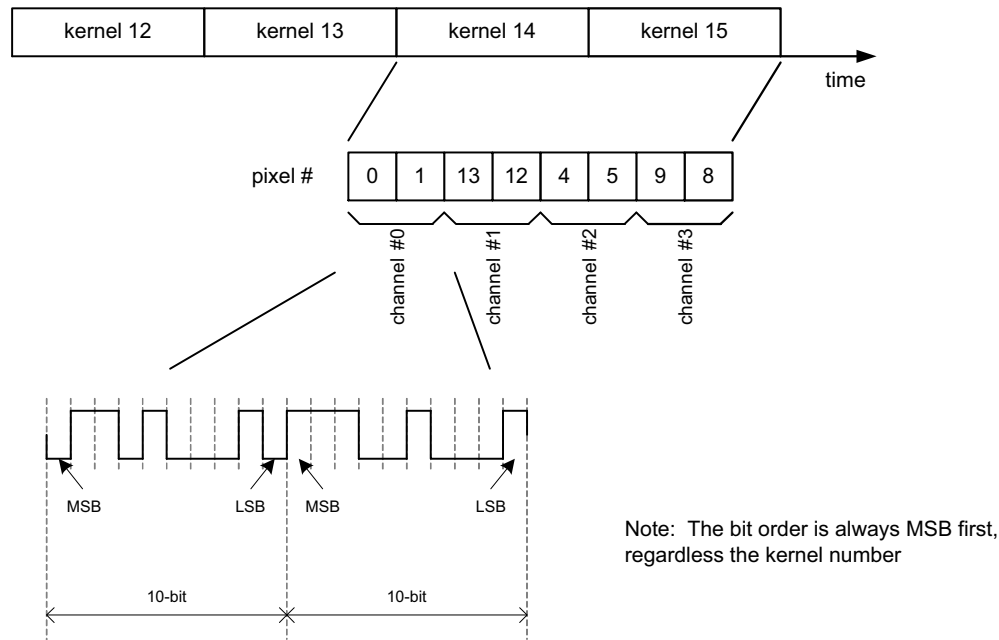 kernel 12 kernel 13 kernel 14 kernel 15
time
pixel # 0 1 13 12 4 5 9 8
channel #0 channel #1 channel #2 channel #3
MSB LSB MSB LSB
Note: The bit order is always MSB first,
regardless the kernel number
10-bit 10-bit